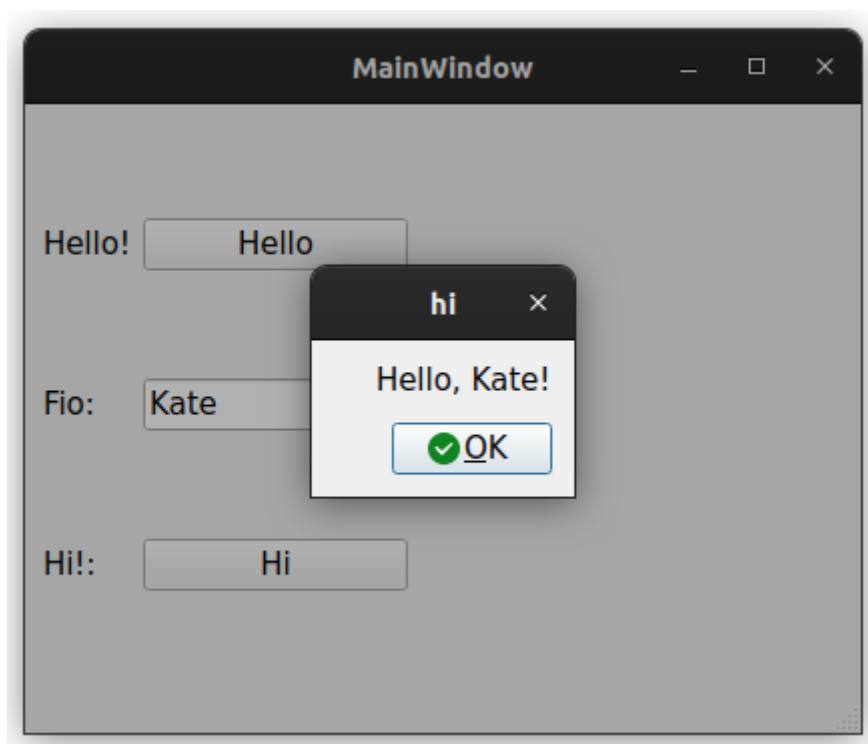 MainWindow
Hello! Hello
hi
Hello, Kate!
Fio: Kate
OK
Hi!: Hi